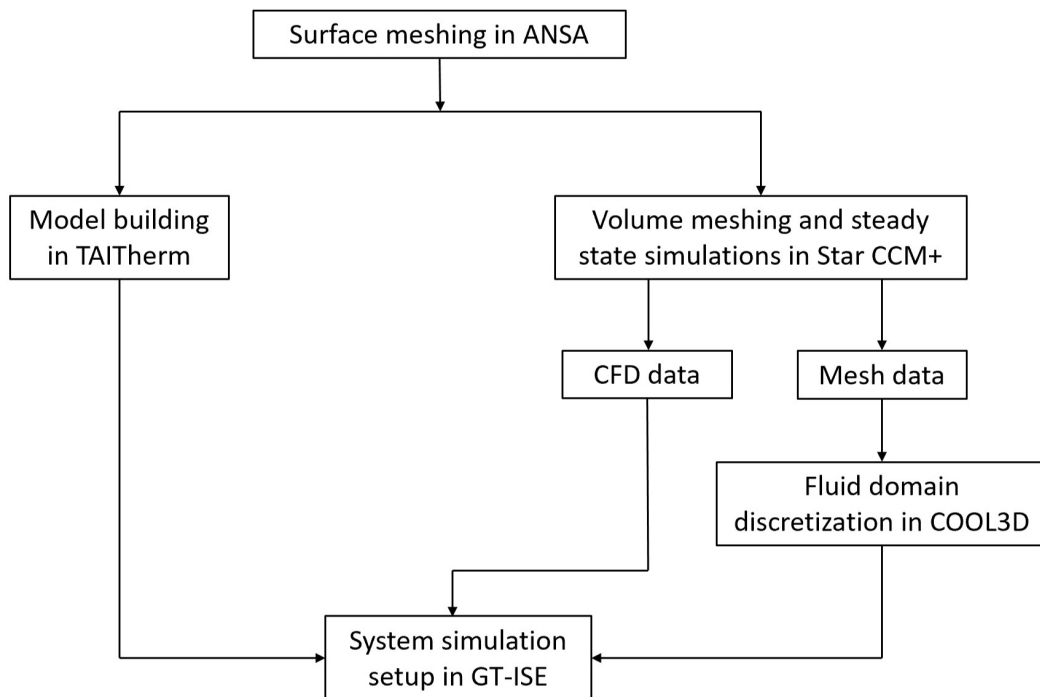 Surface meshing in ANSA
Model building
in TAITherm
Volume meshing and steady
state simulations in Star CCM+
CFD data
Mesh data
Fluid domain
discretization in COOL3D
System simulation
setup in GT-ISE